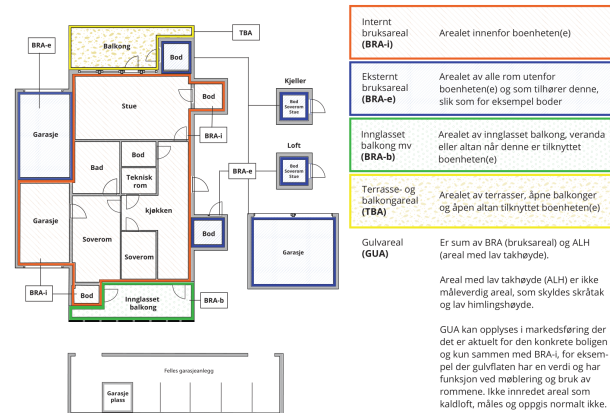 TBA
BRA-e
Balkong
Bod
Kjeller
Stue
Bod
Bod
Soverom
Stue
Garasje
BRA-i
Loft
Bad
Bod
Teknisk
rom
BRA-e
Bod
Soverom
Stue
Garasje
kjøkken
Bod
Garasje
Soverom
Soverom
BRA-i
Bod
BRA-b
Innglasset
balkong
Felles garasjeanlegg
Garasje
plass
Internt
bruksareal
(BRA-i)
Arealet innenfor boenheten(e)
Eksternt
bruksareal
(BRA-e)
Arealet av alle rom utenfor
boenheten(e) og som tilhører denne,
slik som for eksempel boder
Innglasset
balkong mv
(BRA-b)
Arealet av innglasset balkong, veranda
eller altan når denne er tilknyttet
boenheten(e)
Terrasse- og
balkongareal
(TBA)
Arealet av terrasser, åpne balkonger
og åpen altan tilknyttet boenheten(e)
Gulvareal
(GUA)
Er sum av BRA (bruksareal) og ALH
(areal med lav takhøyde).
Areal med lav takhøyde (ALH) er ikke
måleverdig areal, som skyldes skråtak
og lav himlingshøyde.
GUA kan opplyses i markedsføring der
det er aktuelt for den konkrete boligen
og kun sammen med BRA-i, for eksem-
pel der gulvflaten har en verdi og har
funksjon ved møblering og bruk av
rommene. Ikke innredet areal som
kaldloft, måles og oppgis normalt ikke.